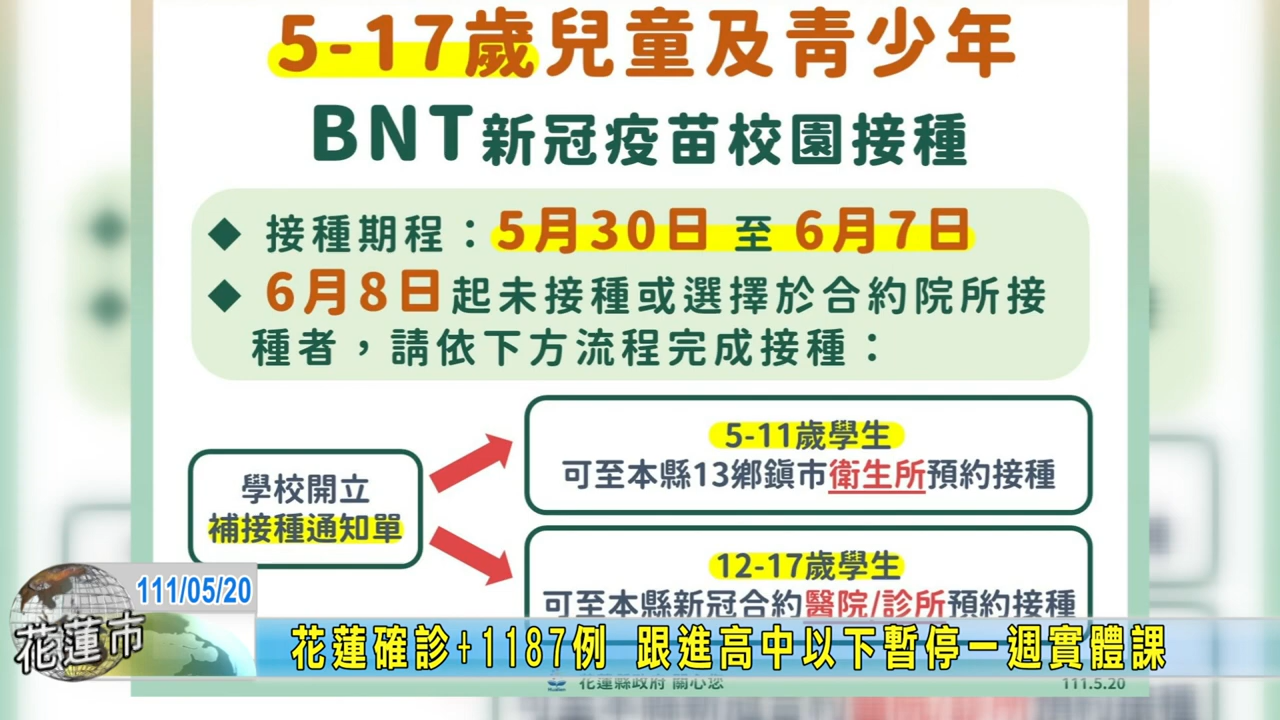 5-17歲兒童及青少年
BNT新冠疫苗校園接種
◆ 接種期程：5月30日 至 6月7日
◆ 6月8日起未接種或選擇於合約院所接
種者，請依下方流程完成接種：
學校開立
補接種通知單
5-11歲學生
可至本縣13鄉鎮市衛生所預約接種
12-17歲學生
可至本縣新冠合約醫院/診所預約接種
111/05/20
花蓮市
花蓮確診+1187例 跟進高中以下暫停一週實體課
花蓮縣政府 關心您
111.5.20